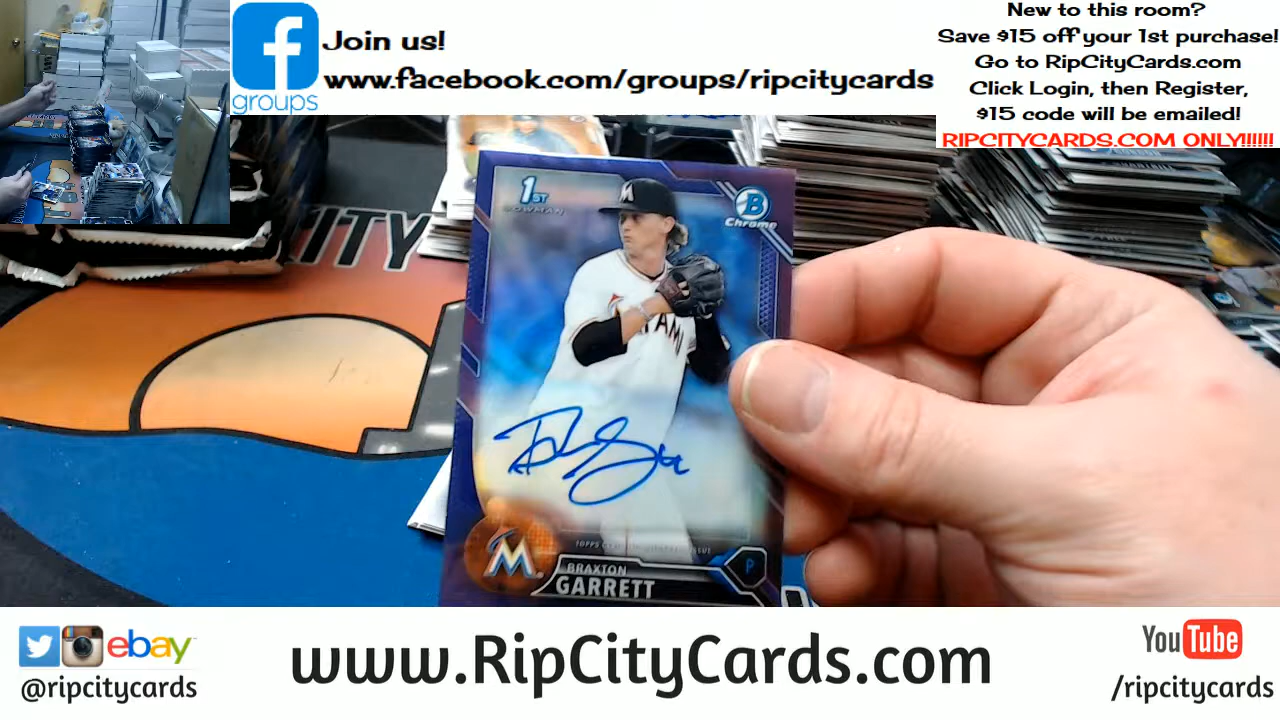 Join us!
www.facebook.com/groups/ripcitycards
groups
New to this room?
Save $15 off your 1st purchase!
Go to RipCityCards.com
Click Login, then Register,
$15 code will be emailed!
RIPCITYCARDS.COM ONLY!!!!!!
CITY
1ST
BOWMAN
B
Chrome
M
MIAMI
M
BRAXTON
GARRETT
P
ebay
@ripcitycards
www.RipCityCards.com
YouTube
/ripcitycards